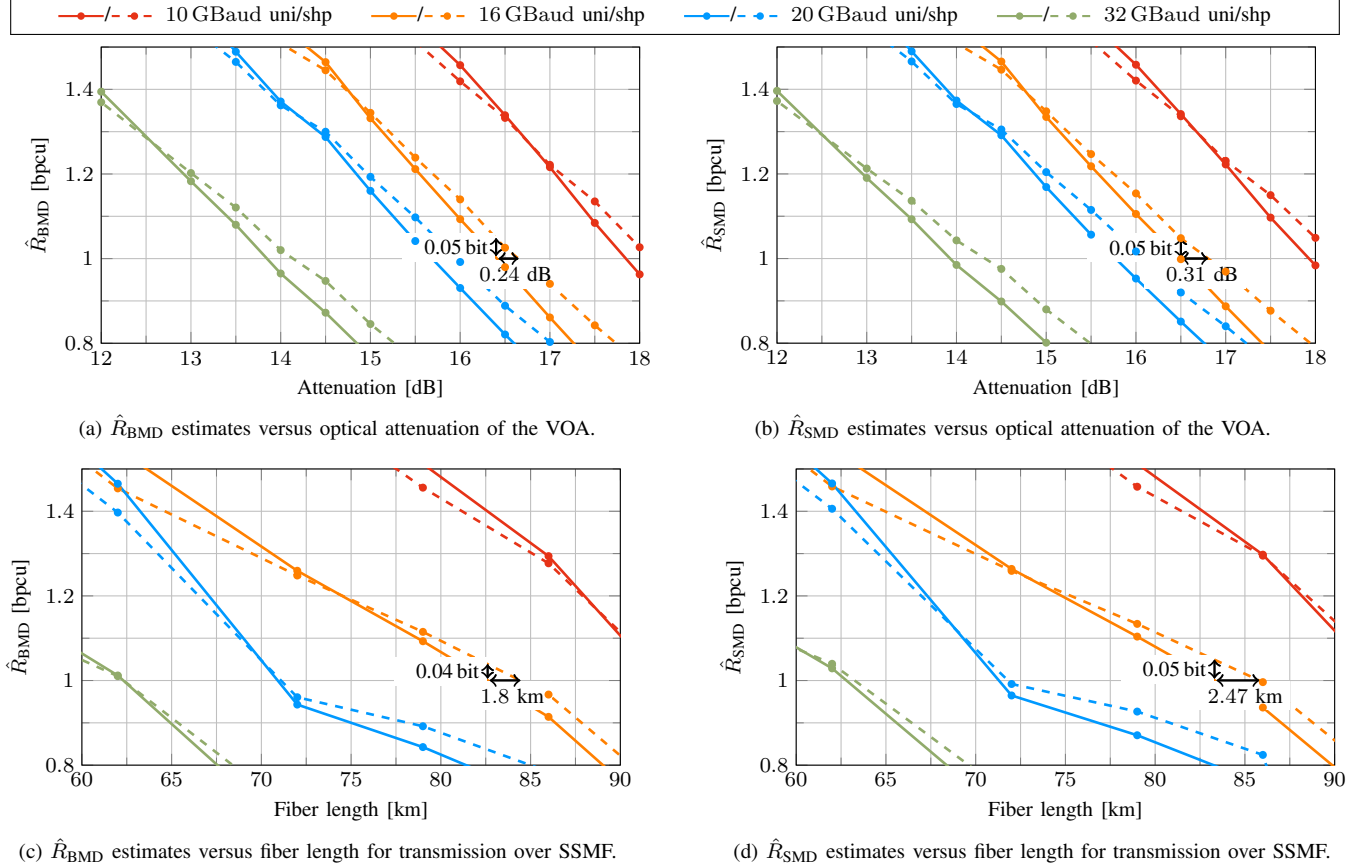 / 10 GBaud uni/shp / 16 GBaud uni/shp / 20 GBaud uni/shp / 32 GBaud uni/shp
1.4
1.2
1
0.8
R̂BMD [bpcu]
0.05 bit
0.24 dB
12 13 14 15 16 17 18
Attenuation [dB]
(a) R̂BMD estimates versus optical attenuation of the VOA.
1.4
1.2
1
0.8
R̂SMD [bpcu]
0.05 bit
0.31 dB
12 13 14 15 16 17 18
Attenuation [dB]
(b) R̂SMD estimates versus optical attenuation of the VOA.
1.4
1.2
1
0.8
R̂BMD [bpcu]
0.04 bit
1.8 km
60 65 70 75 80 85 90
Fiber length [km]
(c) R̂BMD estimates versus fiber length for transmission over SSMF.
1.4
1.2
1
0.8
R̂SMD [bpcu]
0.05 bit
2.47 km
60 65 70 75 80 85 90
Fiber length [km]
(d) R̂SMD estimates versus fiber length for transmission over SSMF.